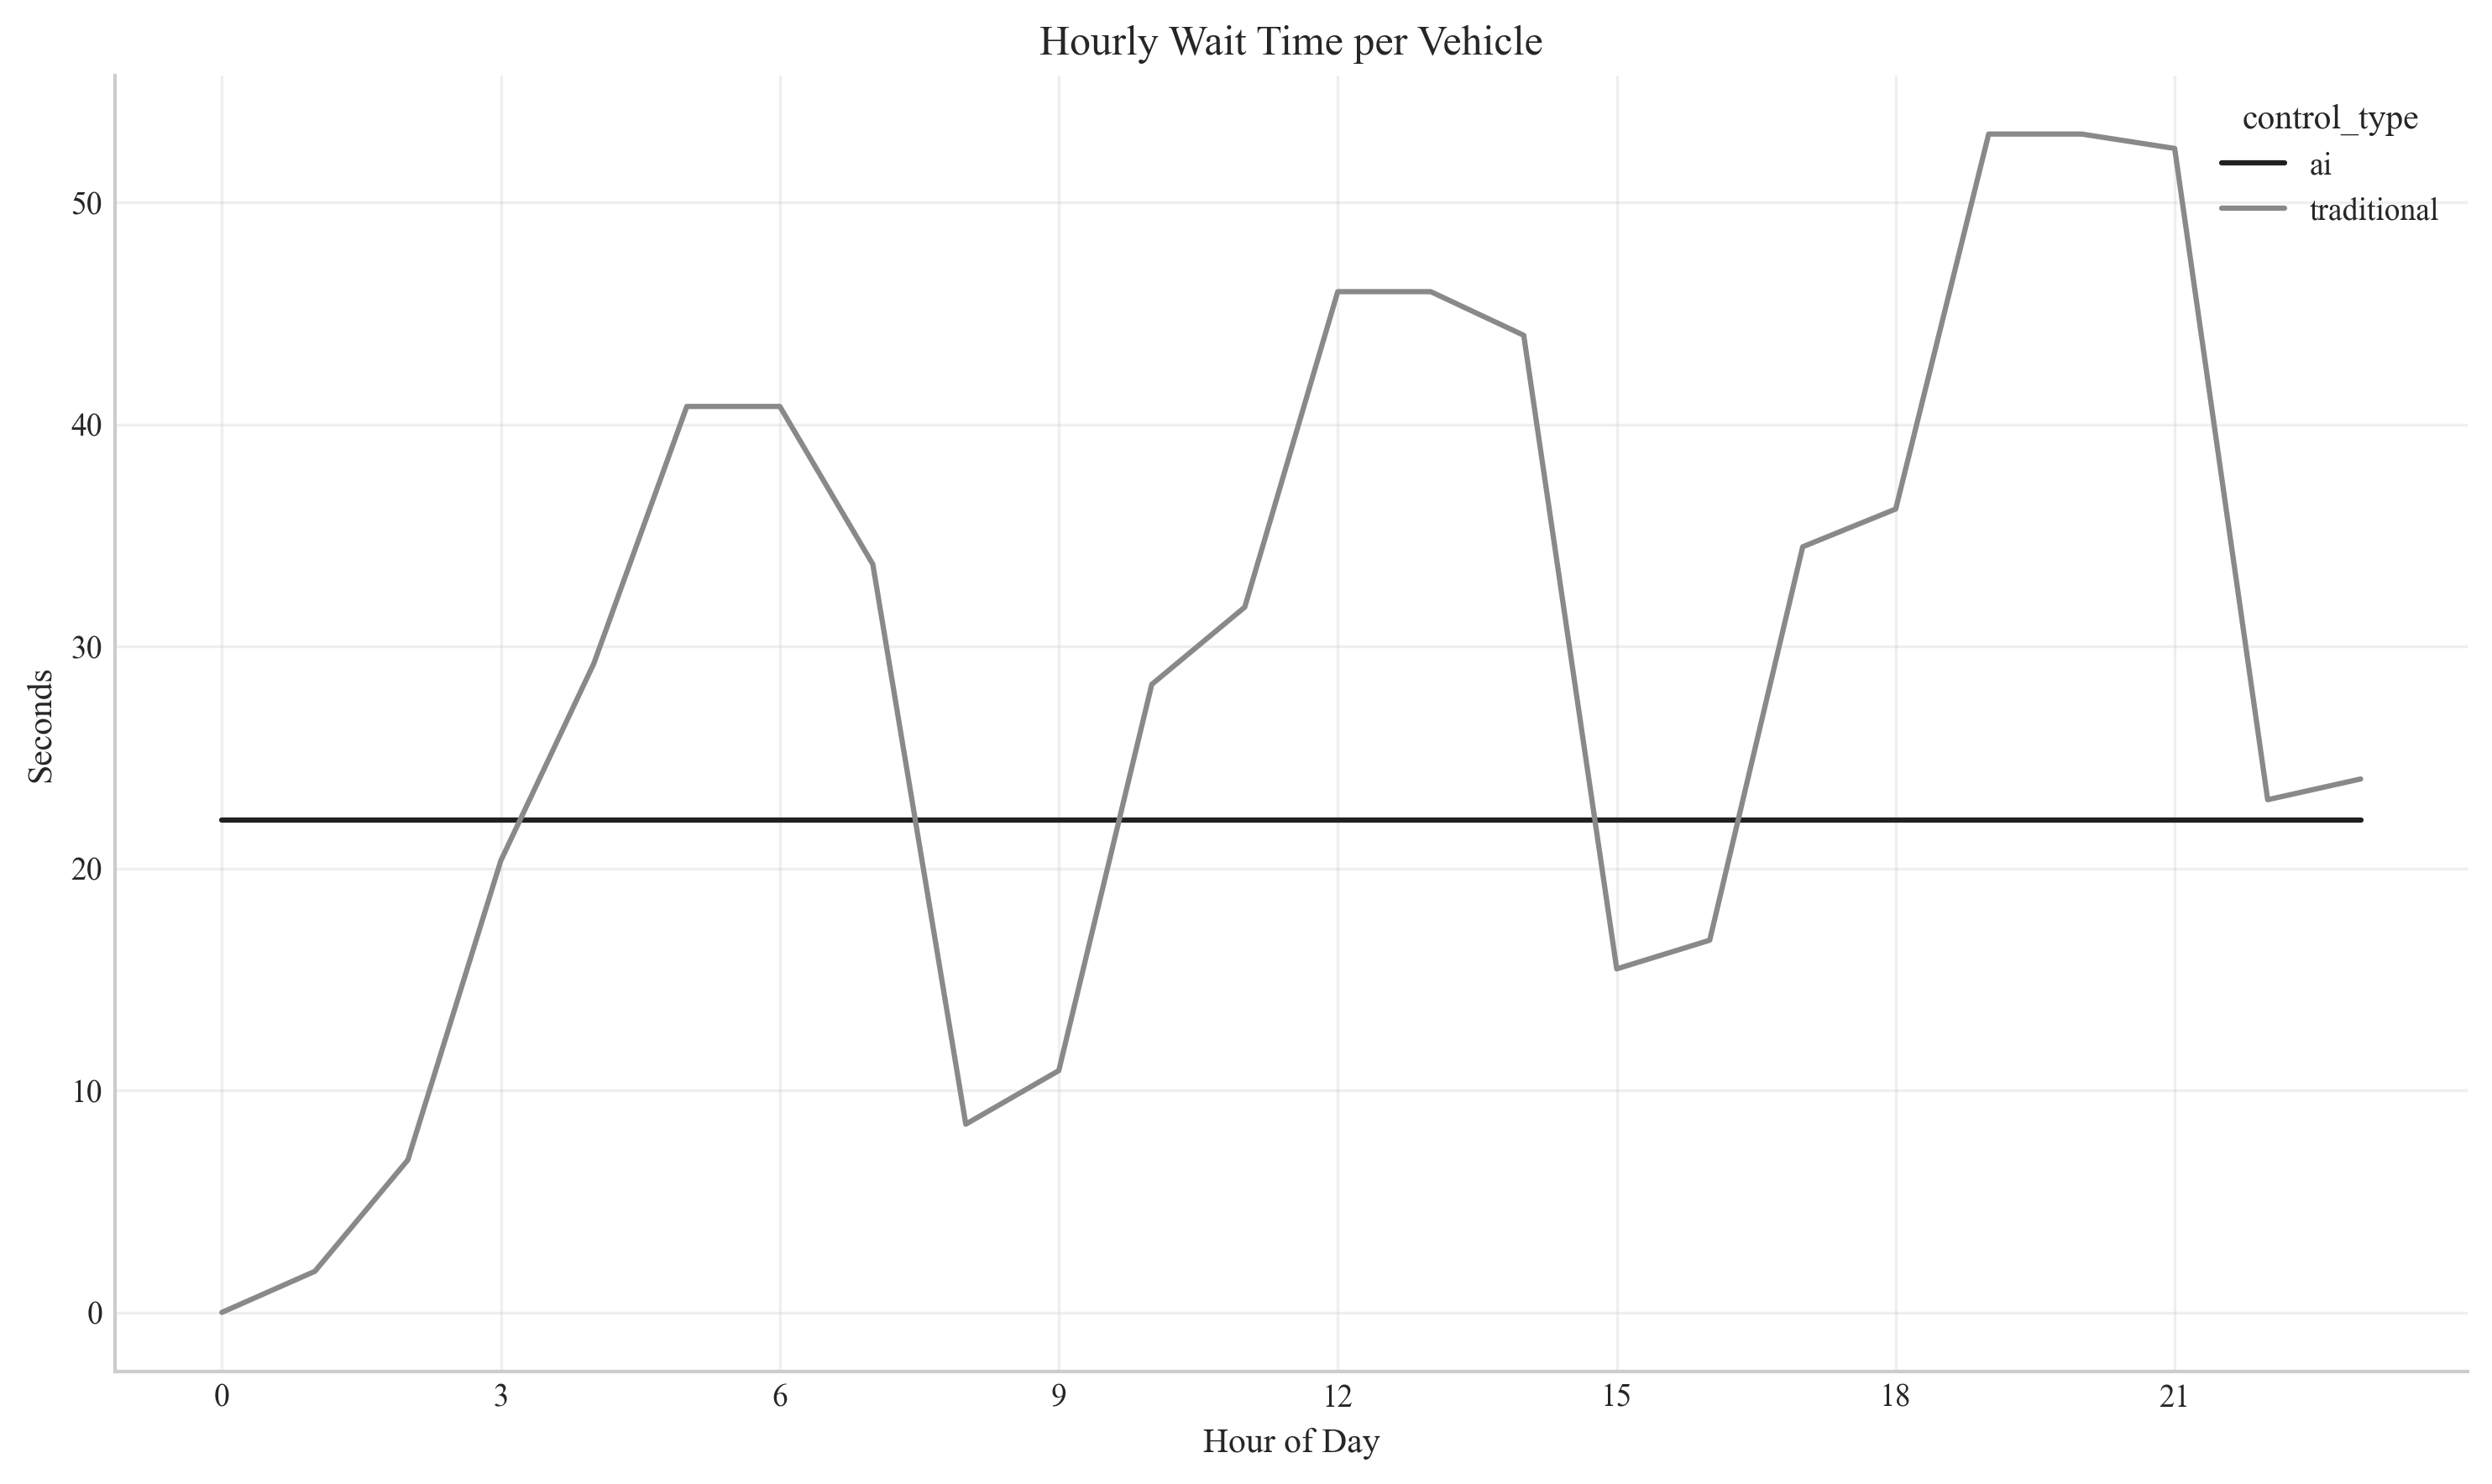 Hourly Wait Time per Vehicle
control_type
ai
traditional
Seconds
50
40
30
20
10
0
0 3 6 9 12 15 18 21
Hour of Day